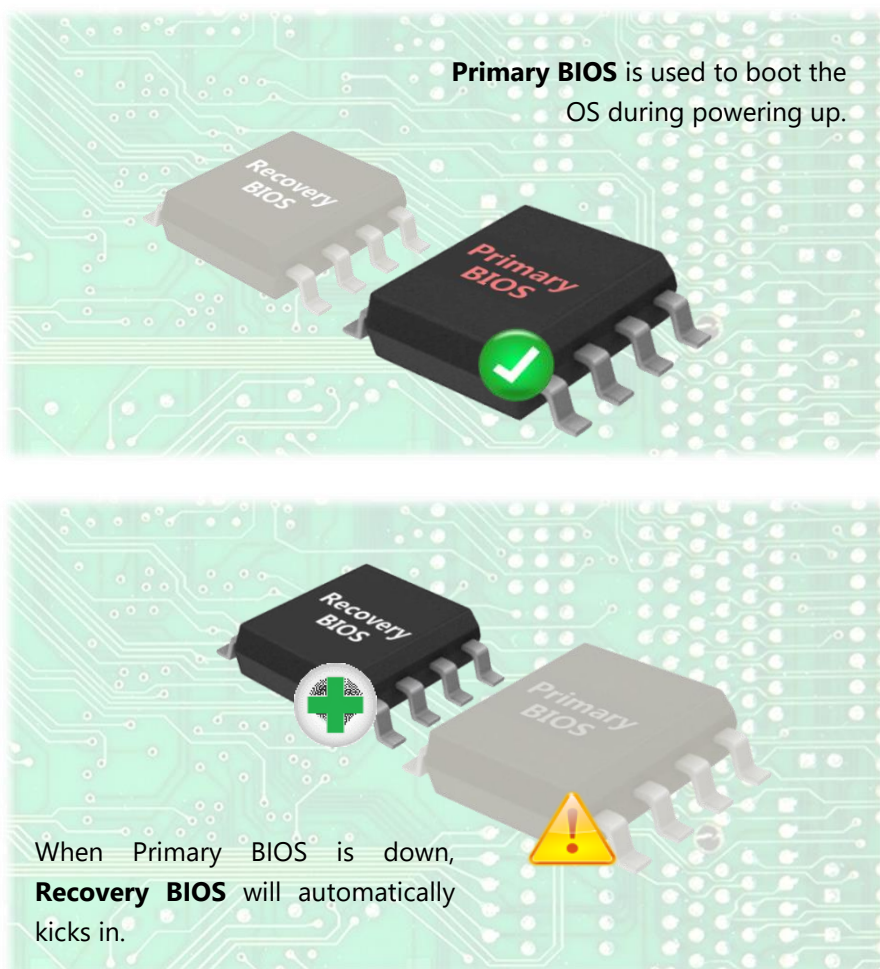 Primary BIOS is used to boot the
OS during powering up.
Recovery
BIOS
Primary
BIOS
Recovery
BIOS
Primary
BIOS
When Primary BIOS is down,
Recovery BIOS will automatically
kicks in.